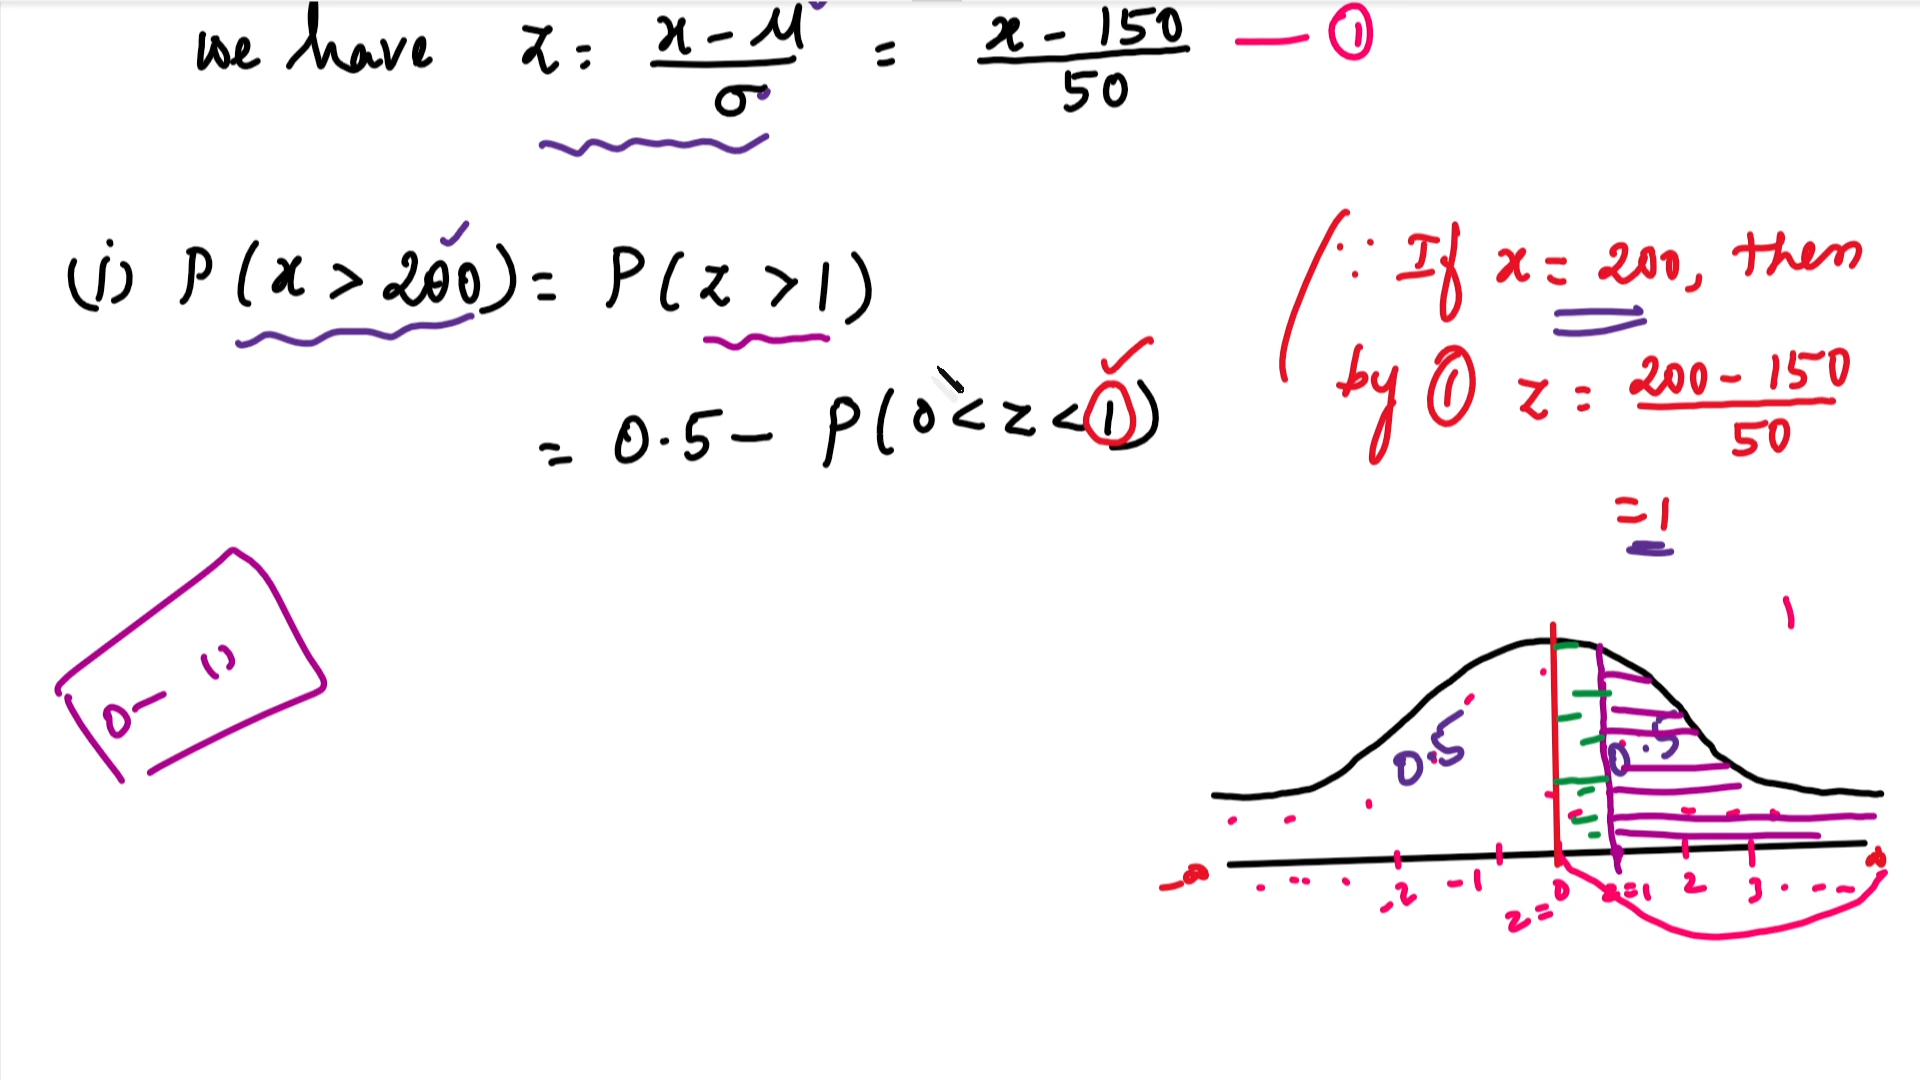 we have z = x - μ / σ = x - 150 / 50 — ①
(i) P(x > 200) = P(z > 1)
= 0.5 - P(0 < z < 1)
∵ If x = 200, then
by ① z = 200 - 150 / 50
= 1
0 -
0.5 0.5
-∞ -2 -1 z=0 z=1 2 3 ∞